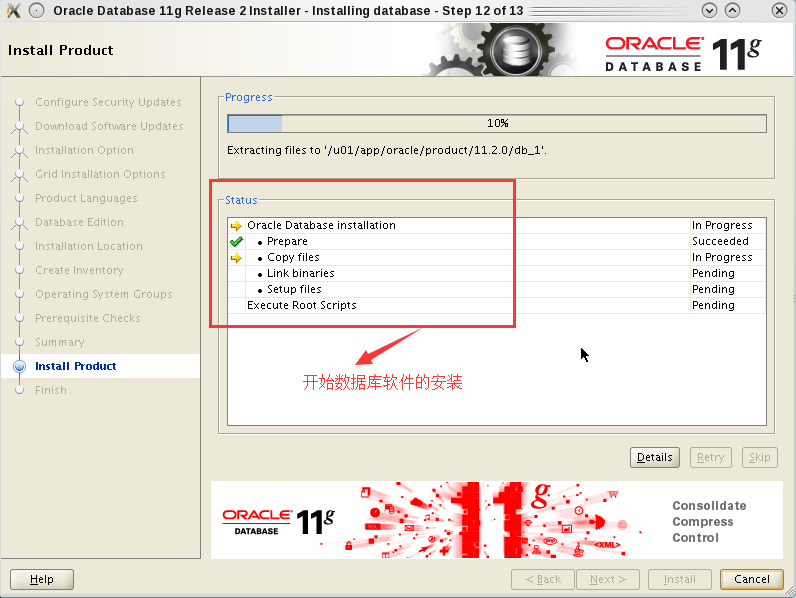 Oracle Database 11g Release 2 Installer - Installing database - Step 12 of 13
Install Product
ORACLE
DATABASE
11g
Configure Security Updates
Download Software Updates
Installation Option
Grid Installation Options
Product Languages
Database Edition
Installation Location
Create Inventory
Operating System Groups
Prerequisite Checks
Summary
Install Product
Finish
Progress
10%
Extracting files to '/u01/app/oracle/product/11.2.0/db_1'.
Status
Oracle Database installation In Progress
Prepare Succeeded
Copy files In Progress
Link binaries Pending
Setup files Pending
Execute Root Scripts Pending
开始数据库软件的安装
Details Retry Skip
ORACLE
DATABASE
11g
11g
<XML>
Consolidate
Compress
Control
Help < Back Next > Install Cancel